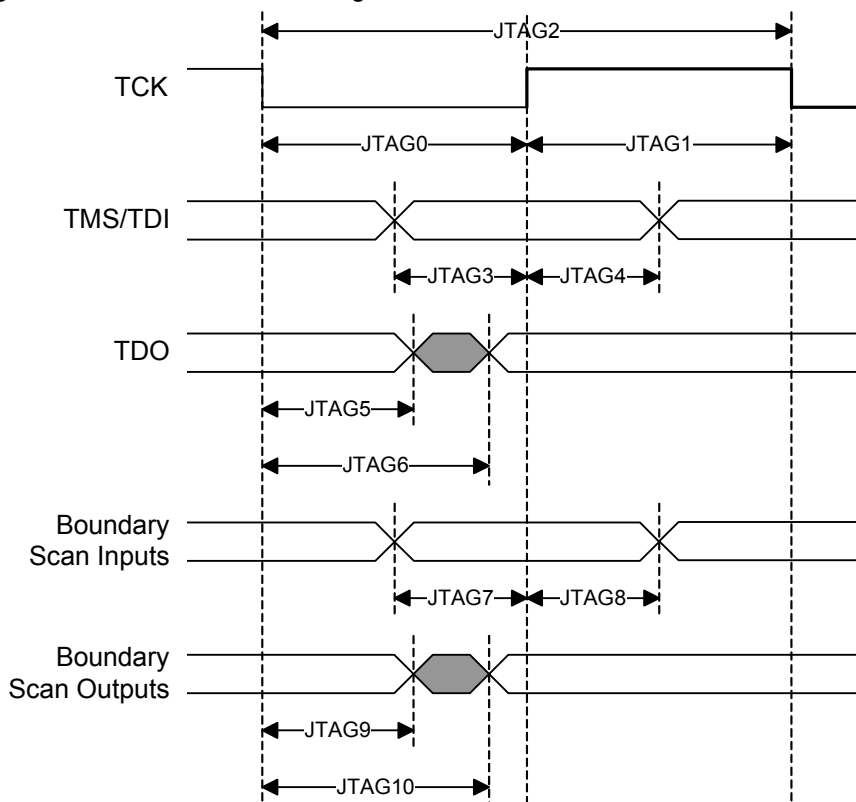 JTAG2
TCK
JTAG0
JTAG1
TMS/TDI
JTAG3
JTAG4
TDO
JTAG5
JTAG6
Boundary
Scan Inputs
JTAG7
JTAG8
Boundary
Scan Outputs
JTAG9
JTAG10